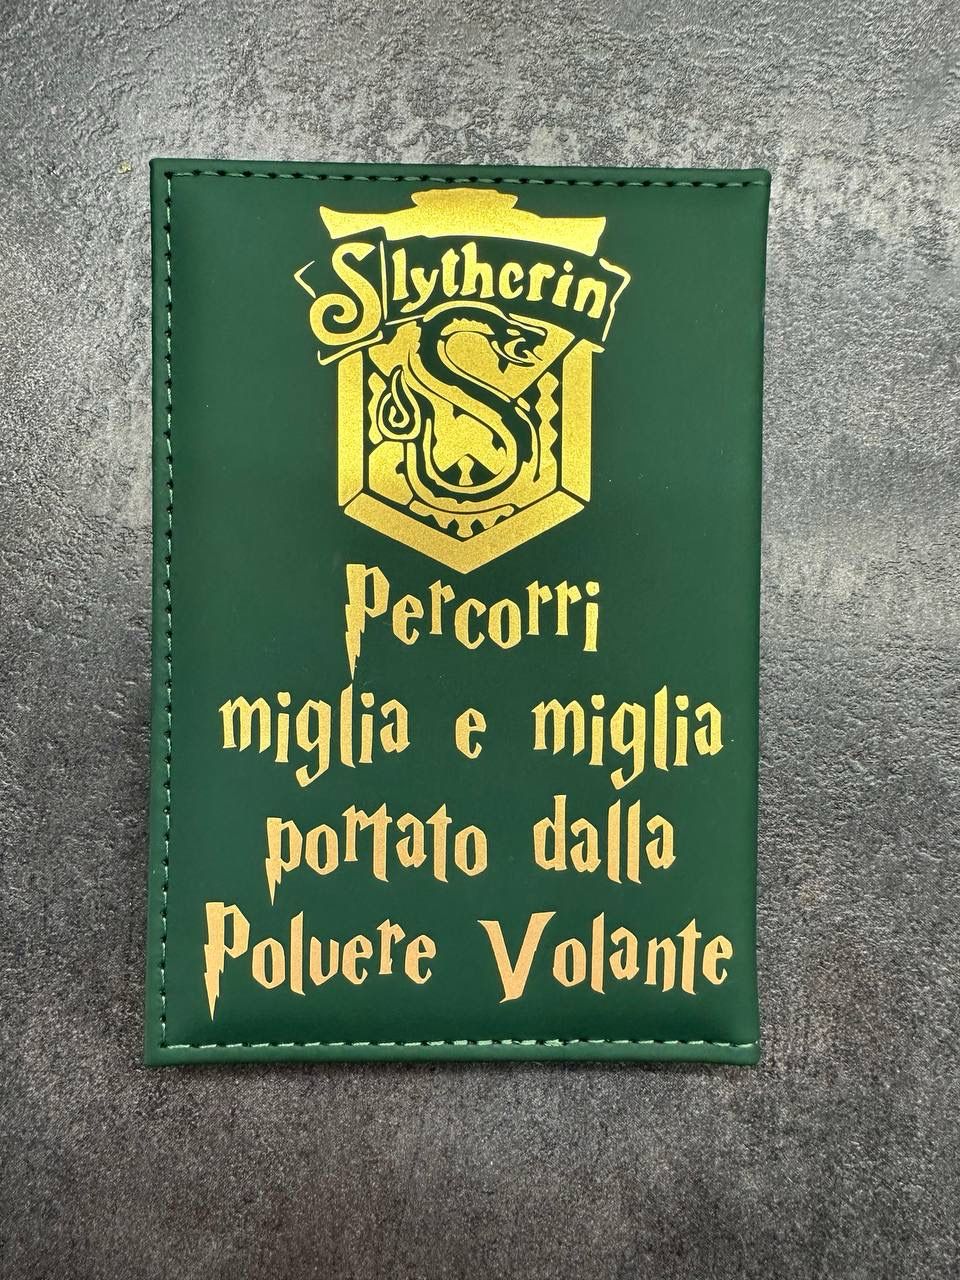 Slytherin
Percorri
miglia e miglia
portato dalla
Polvere Volante